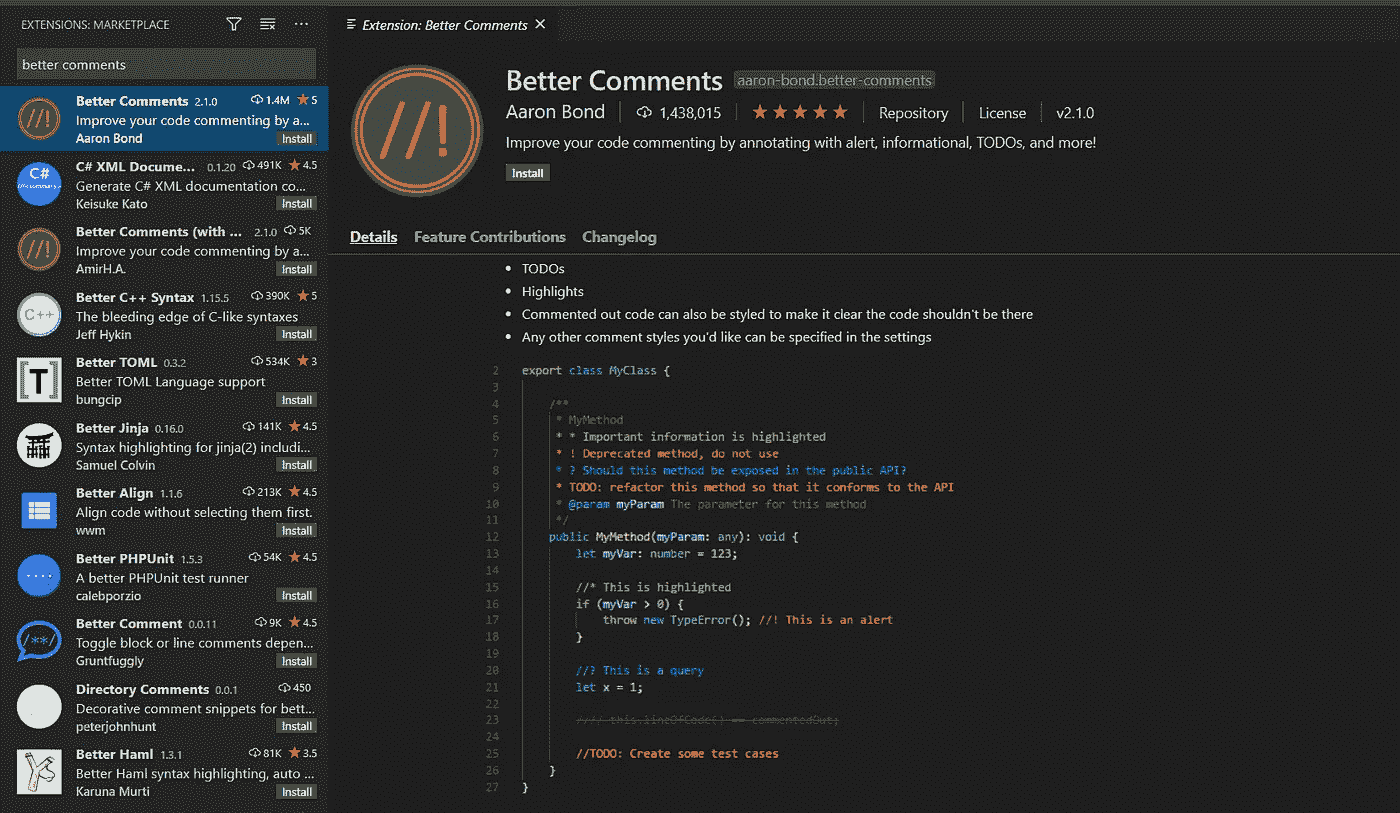 EXTENSIONS: MARKETPLACE
better comments
Better Comments 2.1.0 1.4M 5
Improve your code commenting by a...
Aaron Bond Install
C# XML Docume... 0.1.20 491K 4.5
Generate C# XML documentation co...
Keisuke Kato Install
Better Comments (with ... 2.1.0 5K
Improve your code commenting by a...
AmirH.A. Install
Better C++ Syntax 1.15.5 390K 5
The bleeding edge of C-like syntaxes
Jeff Hykin Install
Better TOML 0.3.2 534K 3
Better TOML Language support
bungcip Install
Better Jinja 0.16.0 141K 4.5
Syntax highlighting for jinja(2) includi...
Samuel Colvin Install
Better Align 1.1.6 213K 4.5
Align code without selecting them first.
wwm Install
Better PHPUnit 1.5.3 54K 4.5
A better PHPUnit test runner
calebporzio Install
Better Comment 0.0.11 9K 4.5
Toggle block or line comments depen...
Gruntfuggly Install
Directory Comments 0.0.1 450
Decorative comment snippets for bett...
peterjohnhunt Install
Better Haml 1.3.1 81K 3.5
Better Haml syntax highlighting, auto ...
Karuna Murti Install
Extension: Better Comments
//!
Better Comments aaron-bond.better-comments
Aaron Bond 1,438,015 Repository License v2.1.0
Improve your code commenting by annotating with alert, informational, TODOs, and more!
Install
Details Feature Contributions Changelog
• TODOs
• Highlights
• Commented out code can also be styled to make it clear the code shouldn't be there
• Any other comment styles you'd like can be specified in the settings
2 export class MyClass {
3
4 /**
5 * MyMethod
6 * * Important information is highlighted
7 * ! Deprecated method, do not use
8 * ? Should this method be exposed in the public API?
9 * TODO: refactor this method so that it conforms to the API
10 * @param myParam The parameter for this method
11 */
12 public MyMethod(myParam: any): void {
13 let myVar: number = 123;
14
15 //* This is highlighted
16 if (myVar > 0) {
17 throw new TypeError(); //! This is an alert
18 }
19
20 //? This is a query
21 let x = 1;
22
23 //// this.lineOfCode() == commentedOut;
24
25 //TODO: Create some test cases
26 }
27 }